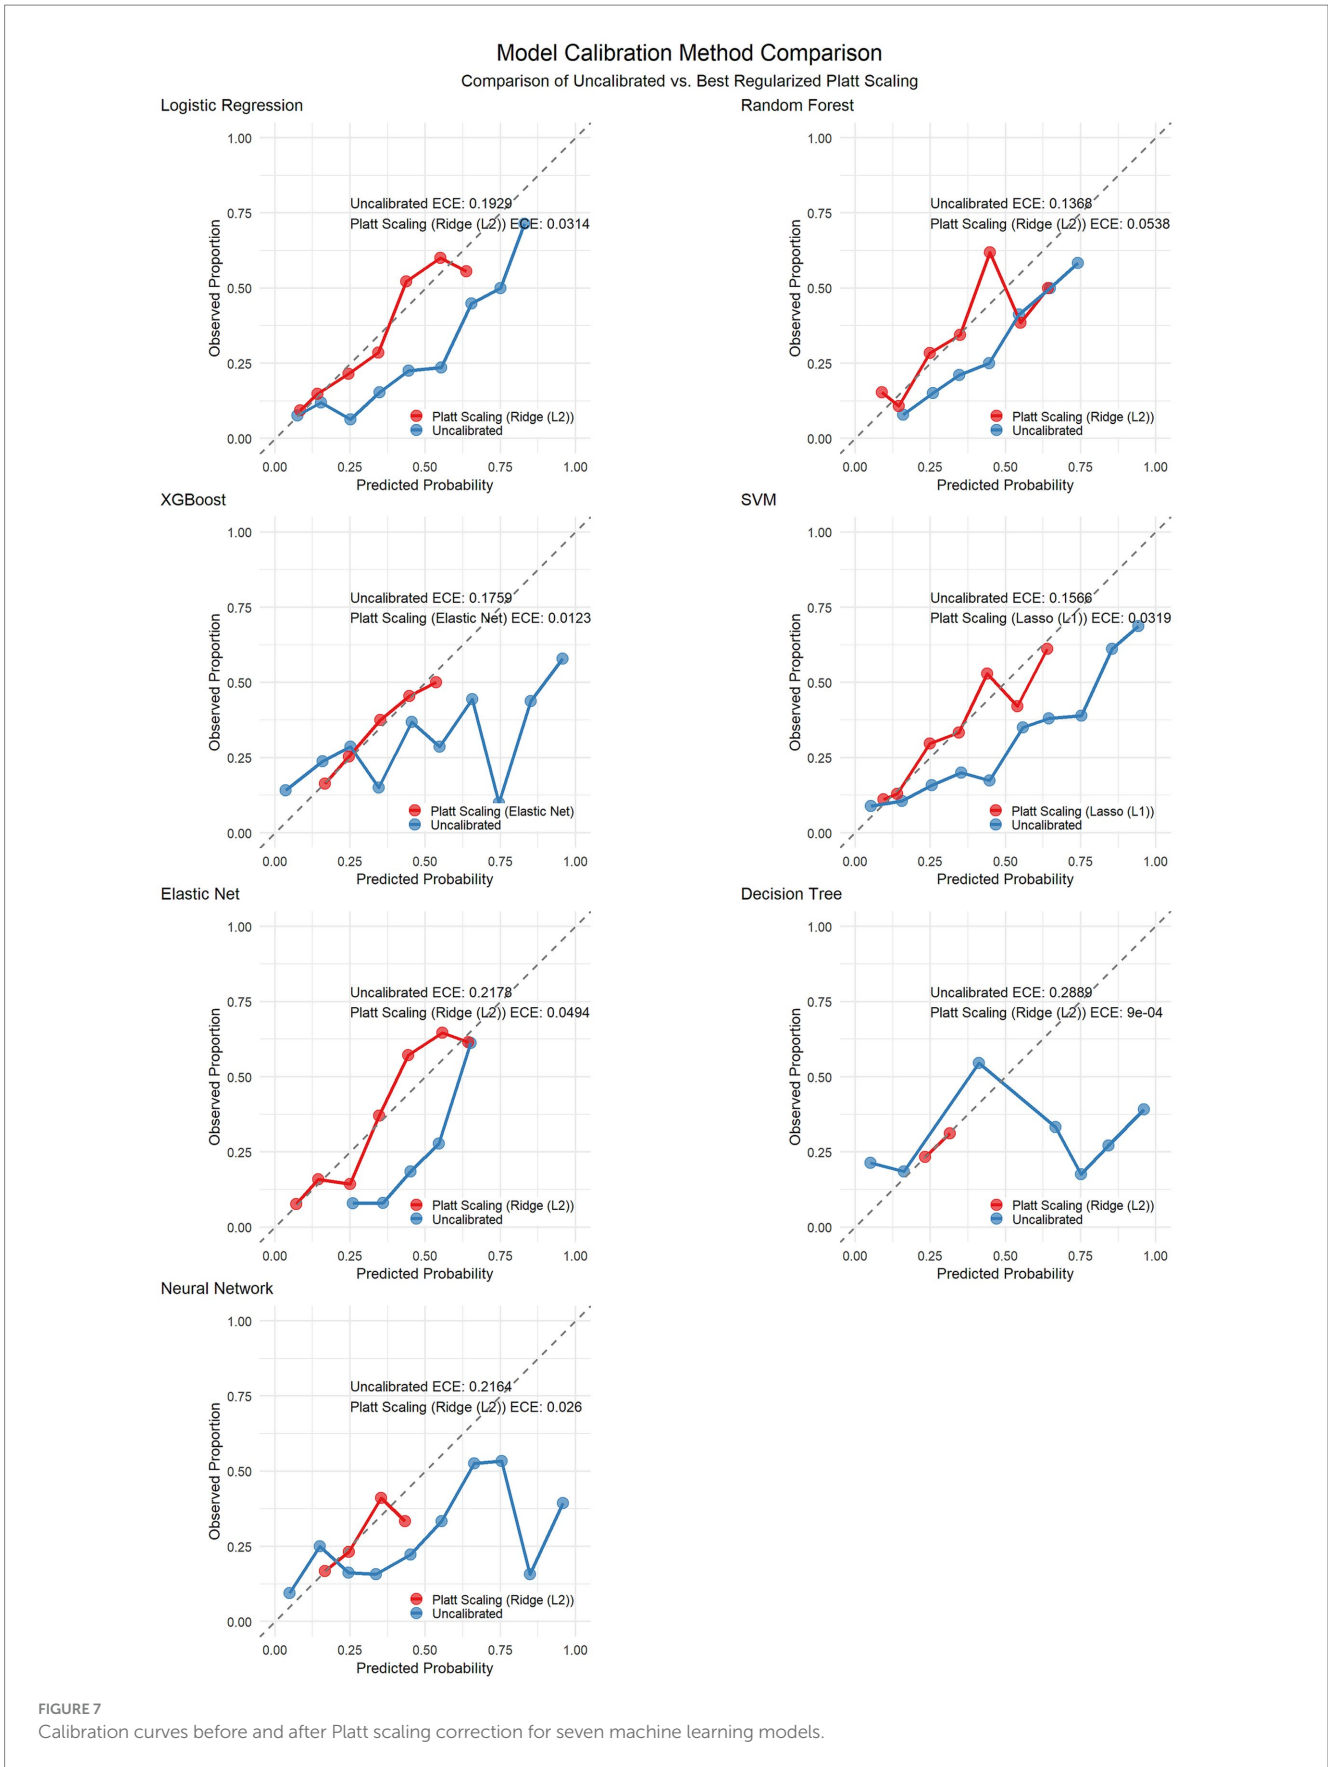 Model Calibration Method Comparison
Comparison of Uncalibrated vs. Best Regularized Platt Scaling
Logistic Regression
1.00
0.75
0.50
0.25
0.00
Observed Proportion
Uncalibrated ECE: 0.1929
Platt Scaling (Ridge (L2)) ECE: 0.0314
Platt Scaling (Ridge (L2))
Uncalibrated
0.00 0.25 0.50 0.75 1.00
Predicted Probability
Random Forest
1.00
0.75
0.50
0.25
0.00
Observed Proportion
Uncalibrated ECE: 0.1368
Platt Scaling (Ridge (L2)) ECE: 0.0538
Platt Scaling (Ridge (L2))
Uncalibrated
0.00 0.25 0.50 0.75 1.00
Predicted Probability
XGBoost
1.00
0.75
0.50
0.25
0.00
Observed Proportion
Uncalibrated ECE: 0.1759
Platt Scaling (Elastic Net) ECE: 0.0123
Platt Scaling (Elastic Net)
Uncalibrated
0.00 0.25 0.50 0.75 1.00
Predicted Probability
SVM
1.00
0.75
0.50
0.25
0.00
Observed Proportion
Uncalibrated ECE: 0.1566
Platt Scaling (Lasso (L1)) ECE: 0.0319
Platt Scaling (Lasso (L1))
Uncalibrated
0.00 0.25 0.50 0.75 1.00
Predicted Probability
Elastic Net
1.00
0.75
0.50
0.25
0.00
Observed Proportion
Uncalibrated ECE: 0.2178
Platt Scaling (Ridge (L2)) ECE: 0.0494
Platt Scaling (Ridge (L2))
Uncalibrated
0.00 0.25 0.50 0.75 1.00
Predicted Probability
Decision Tree
1.00
0.75
0.50
0.25
0.00
Observed Proportion
Uncalibrated ECE: 0.2889
Platt Scaling (Ridge (L2)) ECE: 9e-04
Platt Scaling (Ridge (L2))
Uncalibrated
0.00 0.25 0.50 0.75 1.00
Predicted Probability
Neural Network
1.00
0.75
0.50
0.25
0.00
Observed Proportion
Uncalibrated ECE: 0.2164
Platt Scaling (Ridge (L2)) ECE: 0.026
Platt Scaling (Ridge (L2))
Uncalibrated
0.00 0.25 0.50 0.75 1.00
Predicted Probability
FIGURE 7
Calibration curves before and after Platt scaling correction for seven machine learning models.